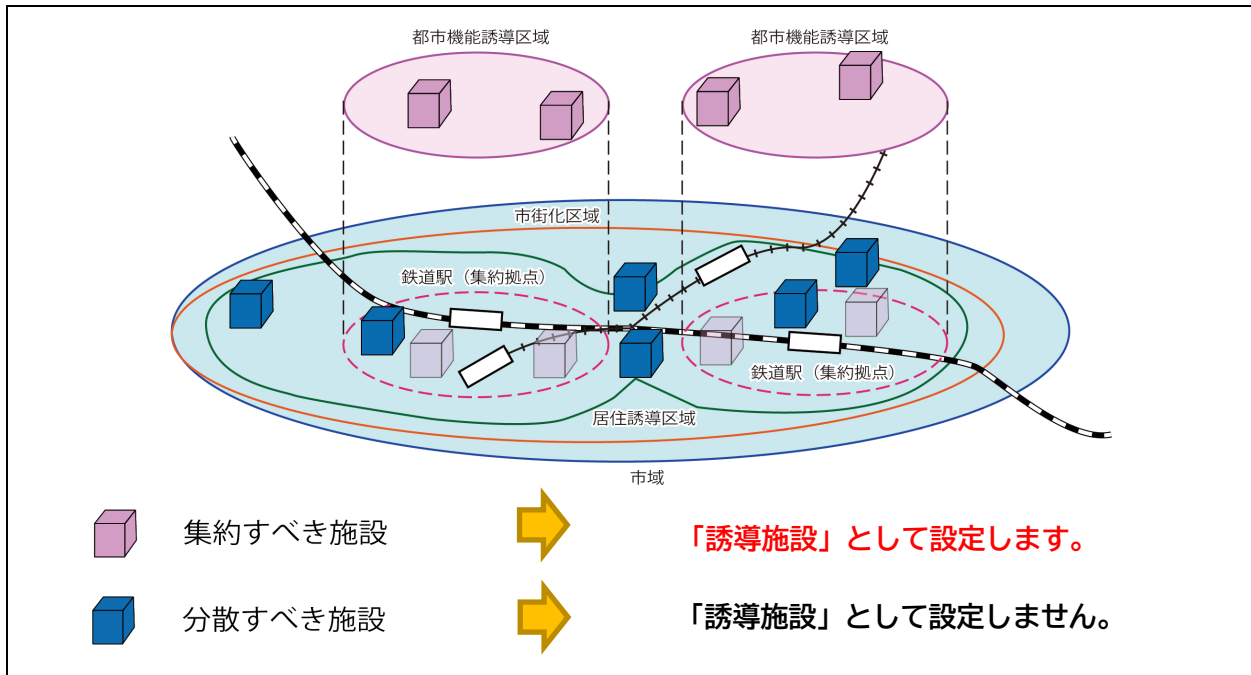 都市機能誘導区域
都市機能誘導区域
市街化区域
鉄道駅（集約拠点）
鉄道駅（集約拠点）
居住誘導区域
市域
集約すべき施設
「誘導施設」として設定します。
分散すべき施設
「誘導施設」として設定しません。